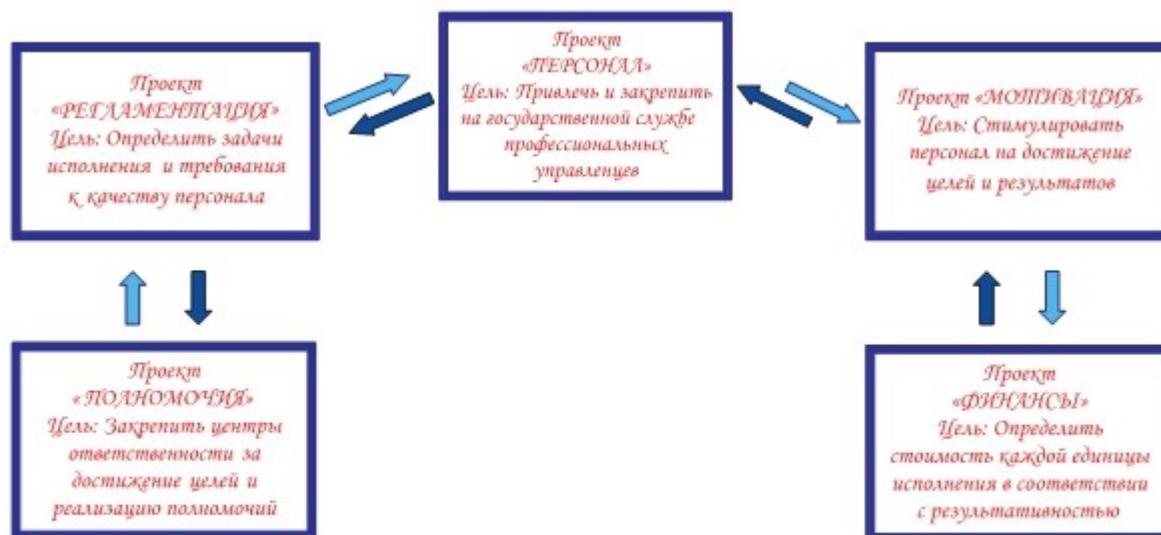 Проект
«ПЕРСОНАЛ»
Цель: Привлечь и закрепить
на государственной службе
профессиональных
управленцев
Проект
«РЕГЛАМЕНТАЦИЯ»
Цель: Определить задачи
исполнения и требования
к качеству персонала
Проект «МОТИВАЦИЯ»
Цель: Стимулировать
персонал на достижение
целей и результатов
Проект
«ПОЛНОМОЧИЯ»
Цель: Закрепить центры
ответственности за
достижение целей и
реализацию полномочий
Проект
«ФИНАНСЫ»
Цель: Определить
стоимость каждой единицы
исполнения в соответствии
с результативностью